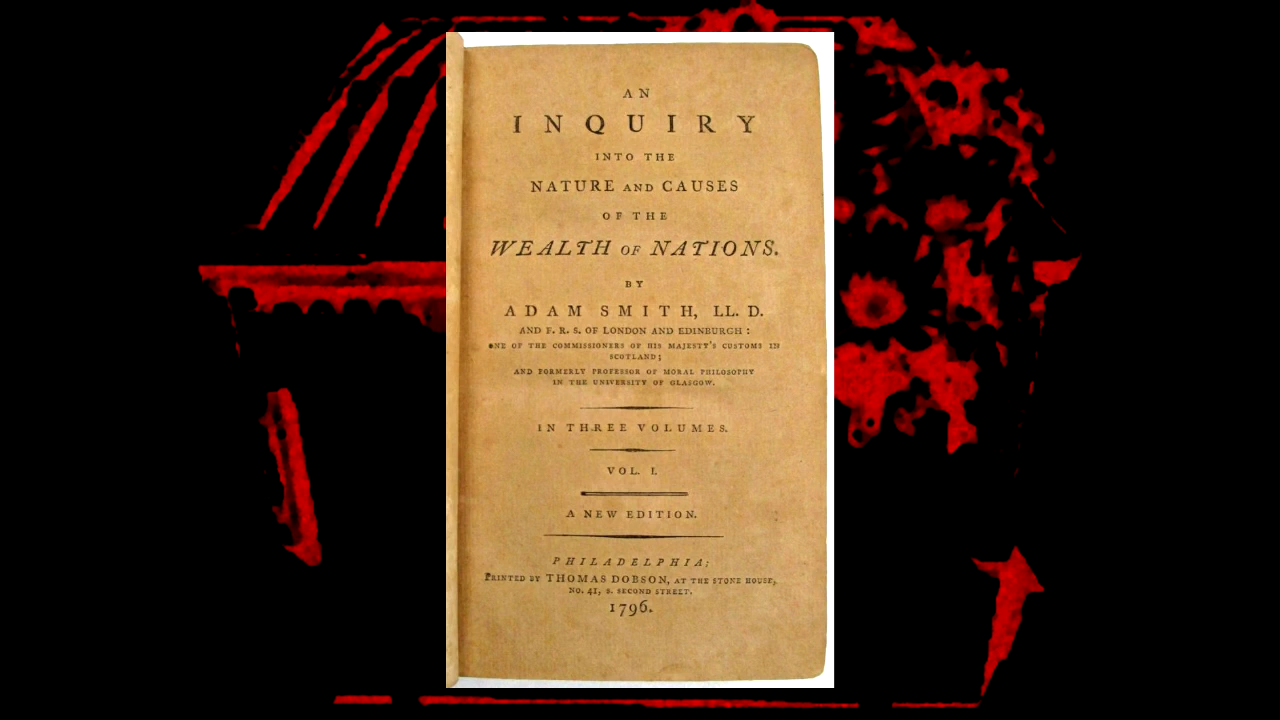 AN
INQUIRY
INTO THE
NATURE AND CAUSES
OF THE
WEALTH OF NATIONS.
BY
ADAM SMITH, LL. D.
AND F. R. S. OF LONDON AND EDINBURGH :
ONE OF THE COMMISSIONERS OF HIS MAJESTY'S CUSTOMS IN
SCOTLAND;
AND FORMERLY PROFESSOR OF MORAL PHILOSOPHY
IN THE UNIVERSITY OF GLASGOW.
IN THREE VOLUMES.
VOL. I.
A NEW EDITION.
PHILADELPHIA:
PRINTED BY THOMAS DOBSON, AT THE STONE HOUSE,
NO. 41, S. SECOND STREET.
1796.